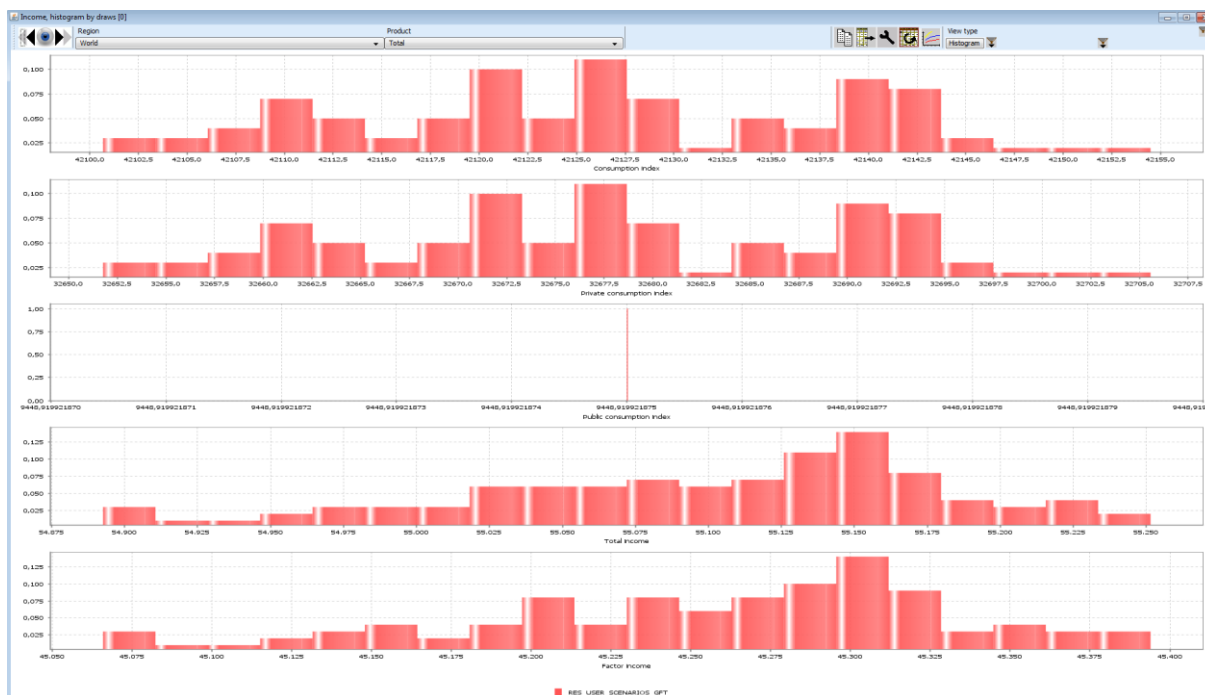 Income, histogram by draws [0]
Region Product View type
World Total Histogram
0,100
0,075
0,050
0,025
42100,0 42102,5 42105,0 42107,5 42110,0 42112,5 42115,0 42117,5 42120,0 42122,5 42125,0 42127,5 42130,0 42132,5 42135,0 42137,5 42140,0 42142,5 42145,0 42147,5 42150,0 42152,5 42155,0
Consumption index
0,100
0,075
0,050
0,025
32650,0 32652,5 32655,0 32657,5 32660,0 32662,5 32665,0 32667,5 32670,0 32672,5 32675,0 32677,5 32680,0 32682,5 32685,0 32687,5 32690,0 32692,5 32695,0 32697,5 32700,0 32702,5 32705,0 32707,5
Private consumption index
1,00
0,75
0,50
0,25
0,00
9448,919921870 9448,919921871 9448,919921872 9448,919921873 9448,919921874 9448,919921875 9448,919921876 9448,919921877 9448,919921878 9448,919921879 9448,91
Public consumption index
0,125
0,100
0,075
0,050
0,025
54.875 54.900 54.925 54.950 54.975 55.000 55.025 55.050 55.075 55.100 55.125 55.150 55.175 55.200 55.225 55.250
Total income
0,125
0,100
0,075
0,050
0,025
45.050 45.075 45.100 45.125 45.150 45.175 45.200 45.225 45.250 45.275 45.300 45.325 45.350 45.375 45.400
Factor income
RES_USER_SCENARIOS_GFT